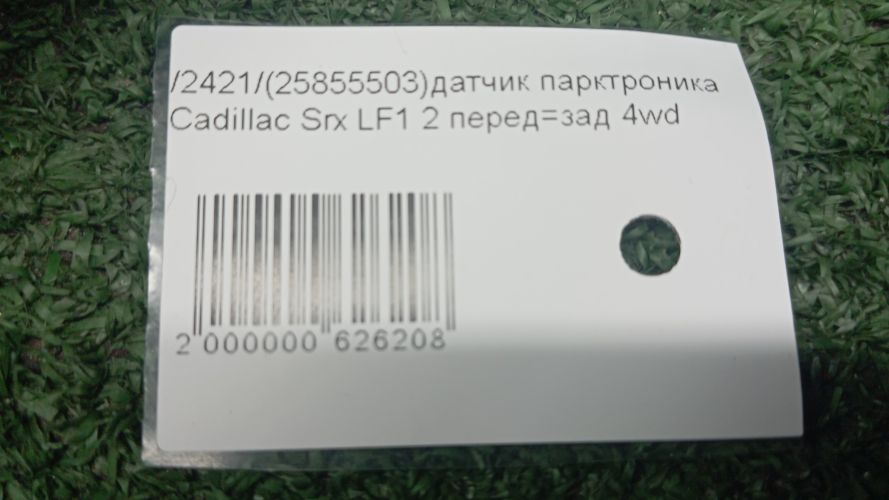 /2421/(25855503)датчик парктроника
Cadillac Srx LF1 2 перед=зад 4wd
2 000000 626208